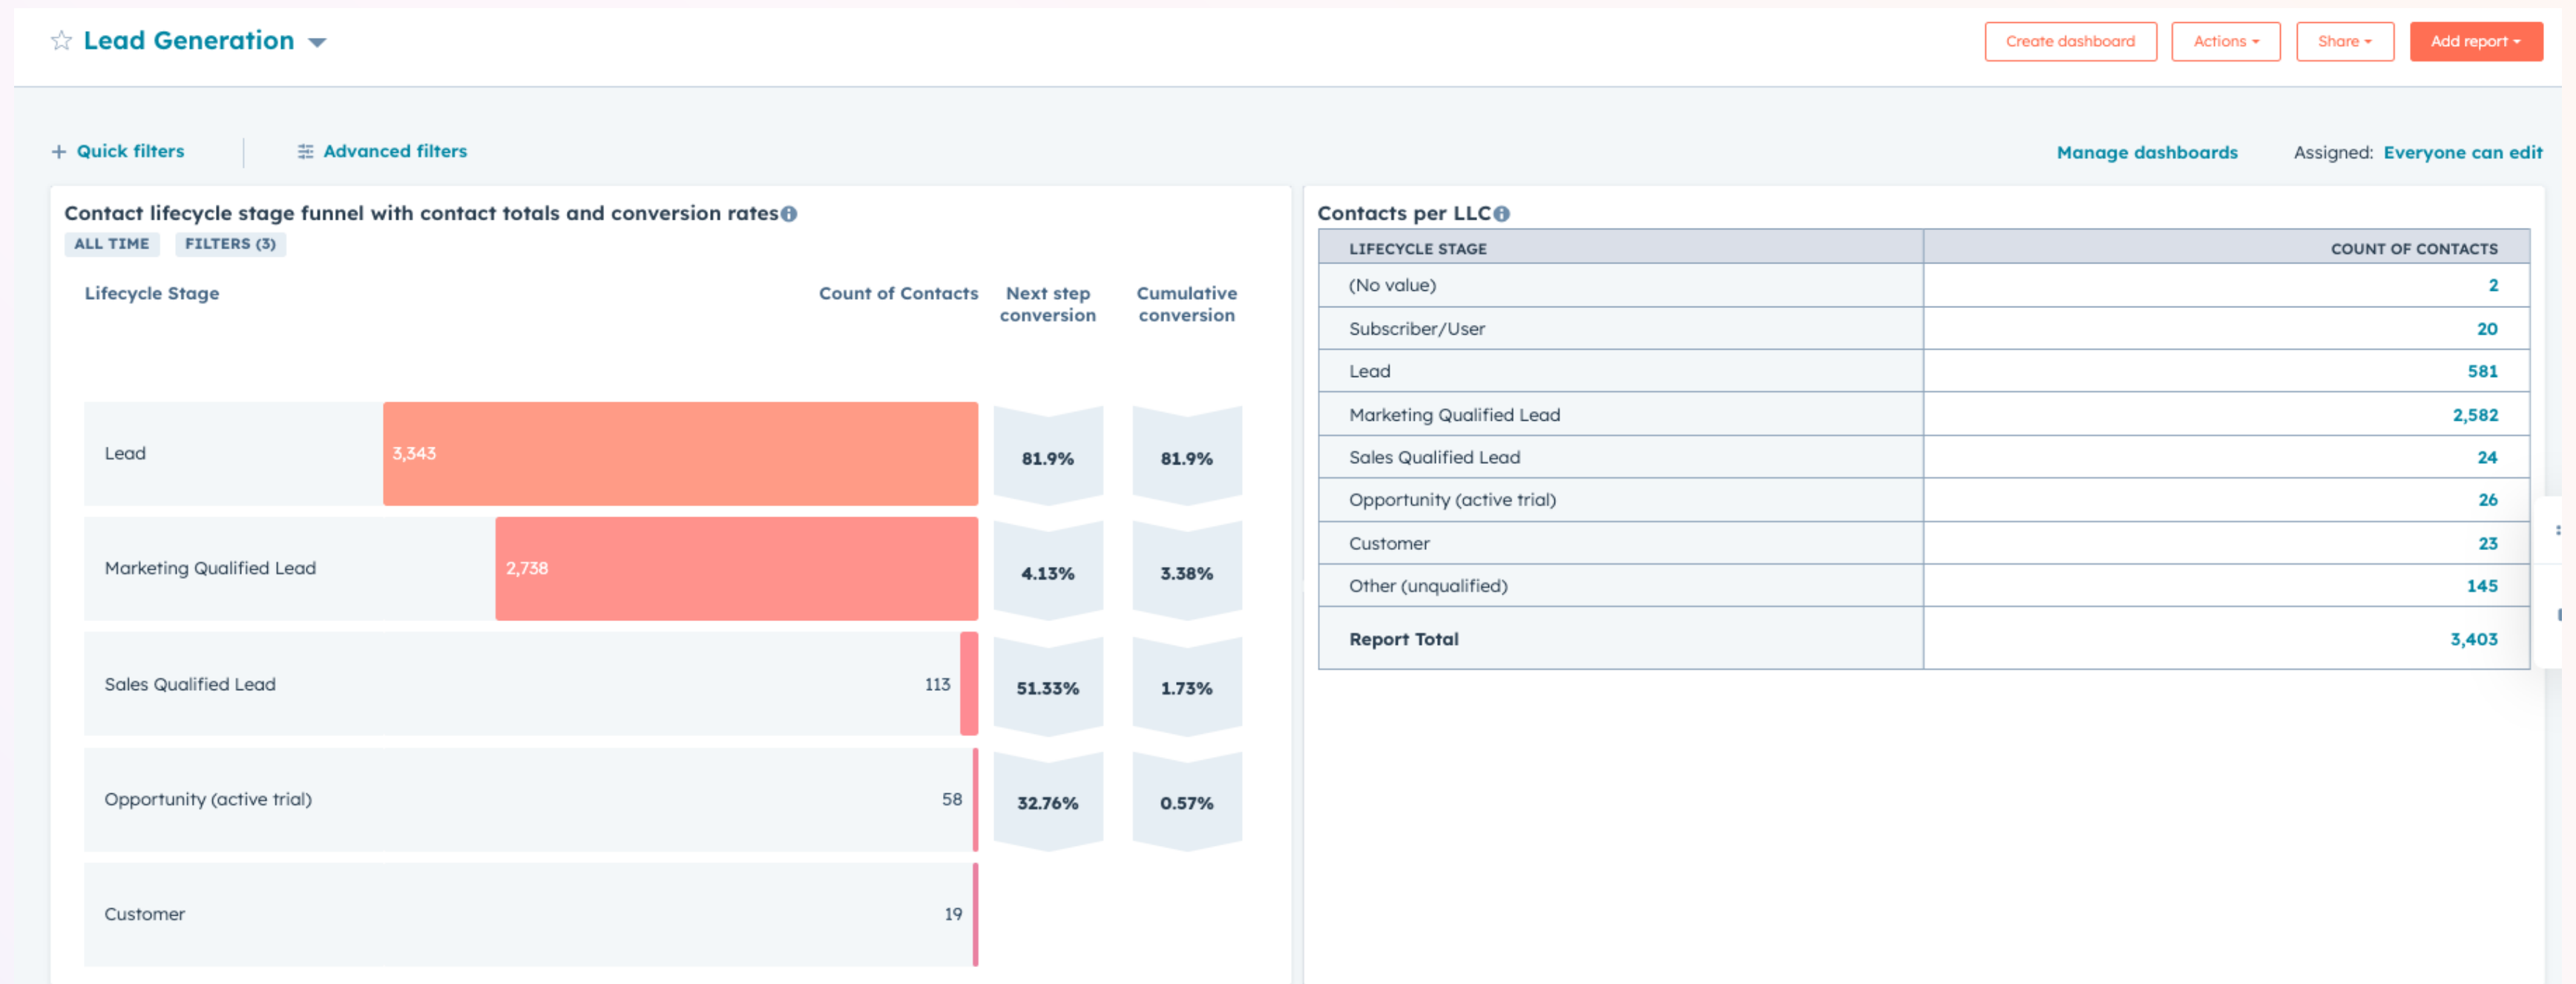 Lead Generation
Create dashboard
Actions
Share
Add report
+ Quick filters
Advanced filters
Manage dashboards
Assigned: Everyone can edit
Contact lifecycle stage funnel with contact totals and conversion rates
ALL TIME
FILTERS (3)
Lifecycle Stage
Count of Contacts
Next step
conversion
Cumulative
conversion
Lead 3,343 81.9% 81.9%
Marketing Qualified Lead 2,738 4.13% 3.38%
Sales Qualified Lead 113 51.33% 1.73%
Opportunity (active trial) 58 32.76% 0.57%
Customer 19
Contacts per LLC
LIFECYCLE STAGE COUNT OF CONTACTS
(No value) 2
Subscriber/User 20
Lead 581
Marketing Qualified Lead 2,582
Sales Qualified Lead 24
Opportunity (active trial) 26
Customer 23
Other (unqualified) 145
Report Total 3,403